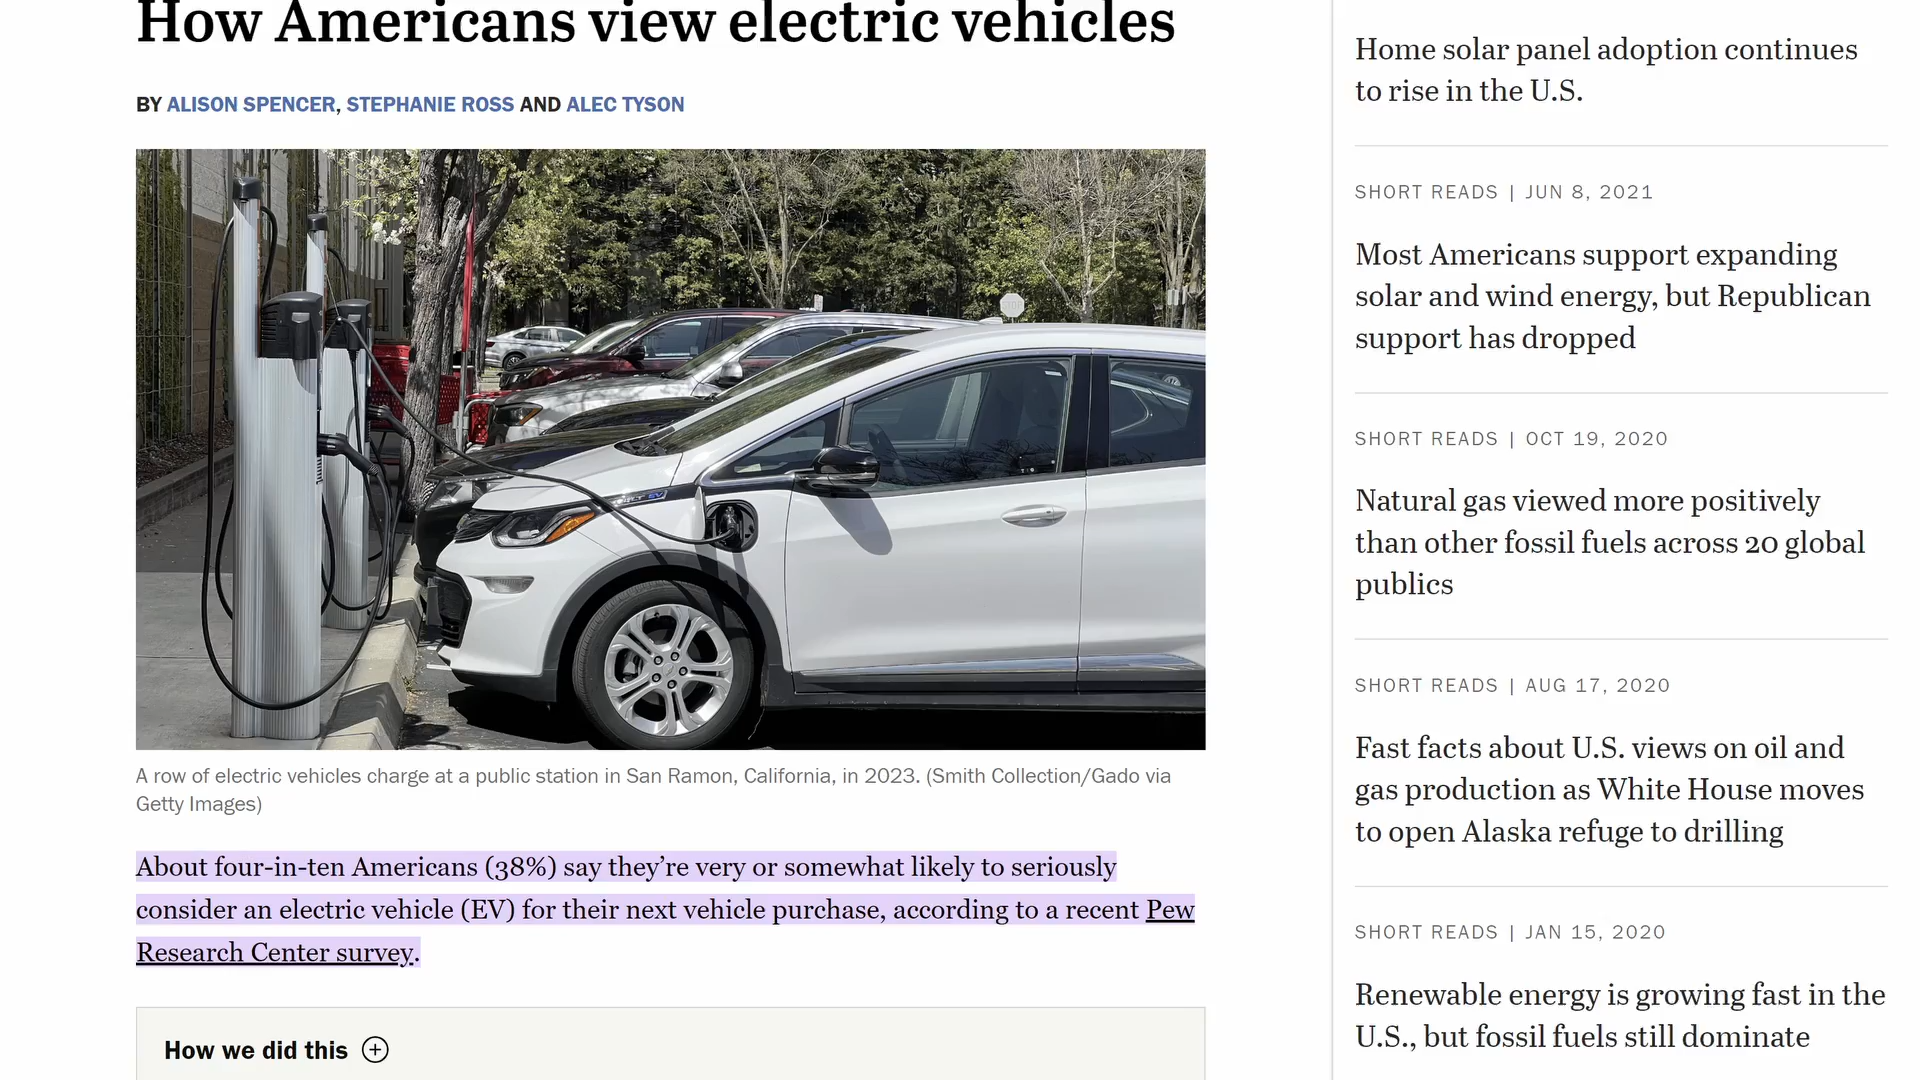 How Americans view electric vehicles
BY ALISON SPENCER, STEPHANIE ROSS AND ALEC TYSON
A row of electric vehicles charge at a public station in San Ramon, California, in 2023. (Smith Collection/Gado via
Getty Images)
About four-in-ten Americans (38%) say they’re very or somewhat likely to seriously
consider an electric vehicle (EV) for their next vehicle purchase, according to a recent Pew
Research Center survey.
How we did this
Home solar panel adoption continues
to rise in the U.S.
SHORT READS | JUN 8, 2021
Most Americans support expanding
solar and wind energy, but Republican
support has dropped
SHORT READS | OCT 19, 2020
Natural gas viewed more positively
than other fossil fuels across 20 global
publics
SHORT READS | AUG 17, 2020
Fast facts about U.S. views on oil and
gas production as White House moves
to open Alaska refuge to drilling
SHORT READS | JAN 15, 2020
Renewable energy is growing fast in the
U.S., but fossil fuels still dominate